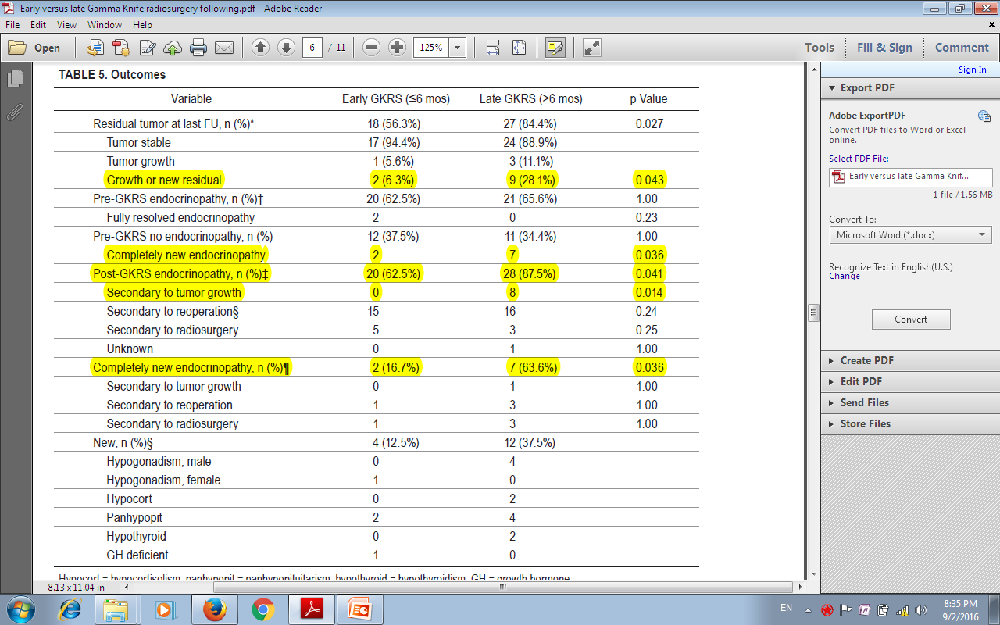 Early versus late Gamma Knife radiosurgery following.pdf - Adobe Reader
File Edit View Window Help
Open 6 / 11 125% Tools Fill & Sign Comment
Sign In
Export PDF
Adobe ExportPDF
Convert PDF files to Word or Excel
online.
Select PDF File:
Early versus late Gamma Knif...
1 file / 1.56 MB
Convert To:
Microsoft Word (*.docx)
Recognize Text in English(U.S.)
Change
Convert
Create PDF
Edit PDF
Send Files
Store Files
TABLE 5. Outcomes
Variable Early GKRS (≤6 mos) Late GKRS (>6 mos) p Value
Residual tumor at last FU, n (%)* 18 (56.3%) 27 (84.4%) 0.027
Tumor stable 17 (94.4%) 24 (88.9%)
Tumor growth 1 (5.6%) 3 (11.1%)
Growth or new residual 2 (6.3%) 9 (28.1%) 0.043
Pre-GKRS endocrinopathy, n (%)† 20 (62.5%) 21 (65.6%) 1.00
Fully resolved endocrinopathy 2 0 0.23
Pre-GKRS no endocrinopathy, n (%) 12 (37.5%) 11 (34.4%) 1.00
Completely new endocrinopathy 2 7 0.036
Post-GKRS endocrinopathy, n (%)‡ 20 (62.5%) 28 (87.5%) 0.041
Secondary to tumor growth 0 8 0.014
Secondary to reoperation§ 15 16 0.24
Secondary to radiosurgery 5 3 0.25
Unknown 0 1 1.00
Completely new endocrinopathy, n (%)¶ 2 (16.7%) 7 (63.6%) 0.036
Secondary to tumor growth 0 1 1.00
Secondary to reoperation 1 3 1.00
Secondary to radiosurgery 1 3 1.00
New, n (%)§ 4 (12.5%) 12 (37.5%)
Hypogonadism, male 0 4
Hypogonadism, female 1 0
Hypocort 0 2
Panhypopit 2 4
Hypothyroid 0 2
GH deficient 1 0
Hypocort = hypocortisolism; panhypopit = panhypopituitarism; hypothyroid = hypothyroidism; GH = growth hormone
8.13 x 11.04 in
EN
8:35 PM
9/2/2016